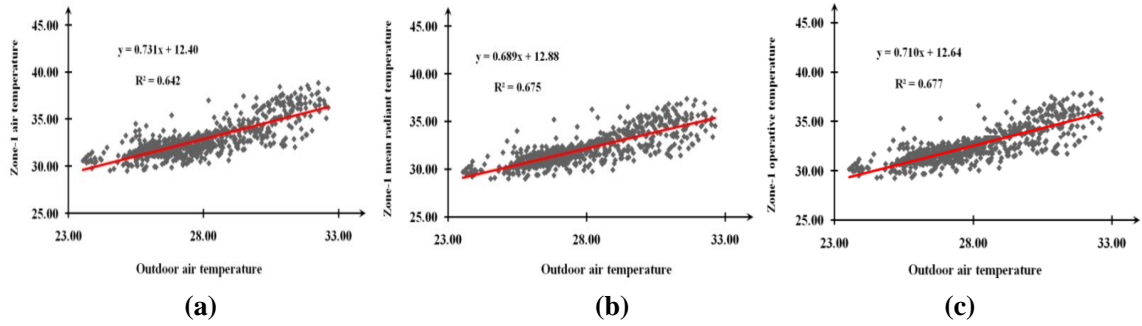 45.00
40.00
35.00
30.00
25.00
Zone-1 air temperature
y = 0.731x + 12.40
R² = 0.642
23.00 28.00 33.00
Outdoor air temperature
(a)
45.00
40.00
35.00
30.00
25.00
Zone-1 mean radiant temperature
y = 0.689x + 12.88
R² = 0.675
23.00 28.00 33.00
Outdoor air temperature
(b)
45.00
40.00
35.00
30.00
25.00
Zone-1 operative temperature
y = 0.710x + 12.64
R² = 0.677
23.00 28.00 33.00
Outdoor air temperature
(c)